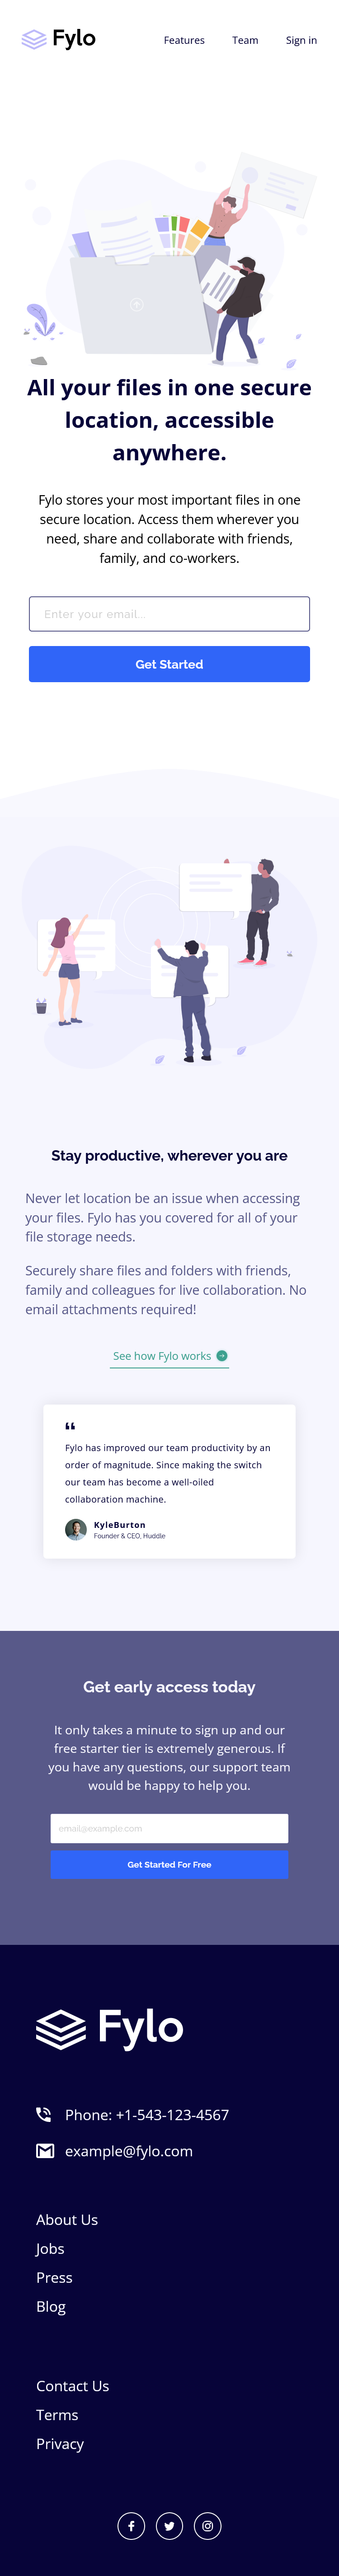 Fylo
Features
Team
Sign in
All your files in one secure
location, accessible
anywhere.
Fylo stores your most important files in one
secure location. Access them wherever you
need, share and collaborate with friends,
family, and co-workers.
Enter your email...
Get Started
Stay productive, wherever you are
Never let location be an issue when accessing
your files. Fylo has you covered for all of your
file storage needs.
Securely share files and folders with friends,
family and colleagues for live collaboration. No
email attachments required!
See how Fylo works
“
Fylo has improved our team productivity by an
order of magnitude. Since making the switch
our team has become a well-oiled
collaboration machine.
KyleBurton
Founder & CEO, Huddle
Get early access today
It only takes a minute to sign up and our
free starter tier is extremely generous. If
you have any questions, our support team
would be happy to help you.
email@example.com
Get Started For Free
Fylo
Phone: +1-543-123-4567
example@fylo.com
About Us
Jobs
Press
Blog
Contact Us
Terms
Privacy